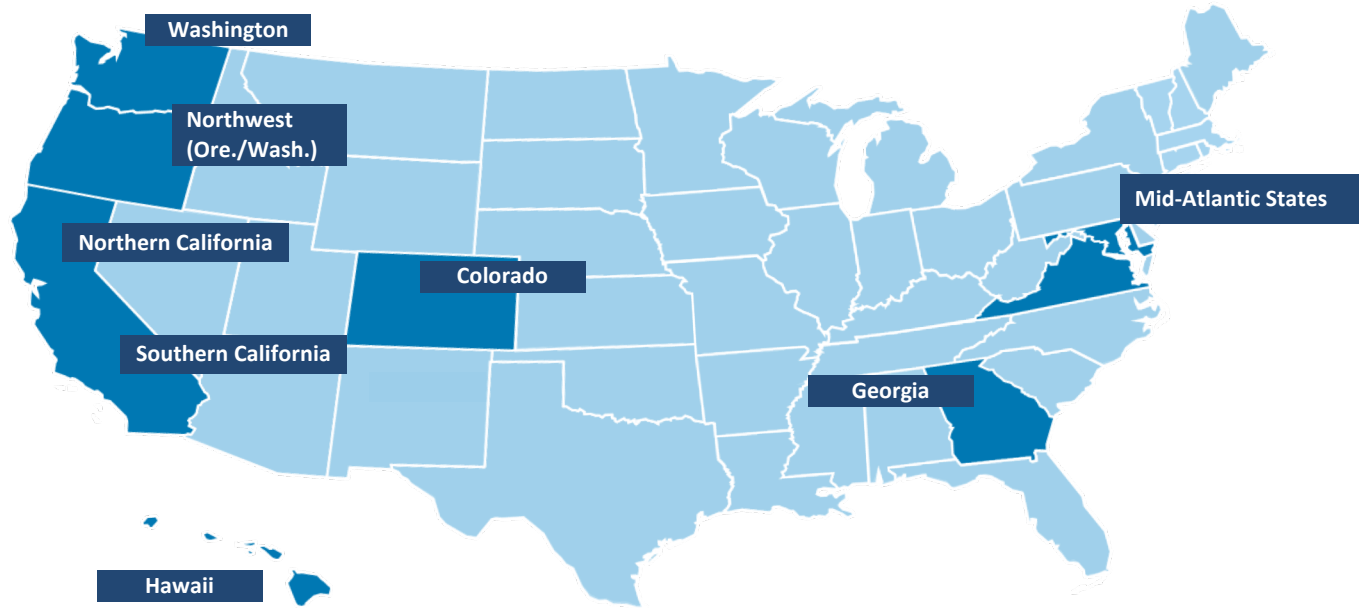 Washington
Northwest
(Ore./Wash.)
Mid-Atlantic States
Northern California
Colorado
Southern California
Georgia
Hawaii